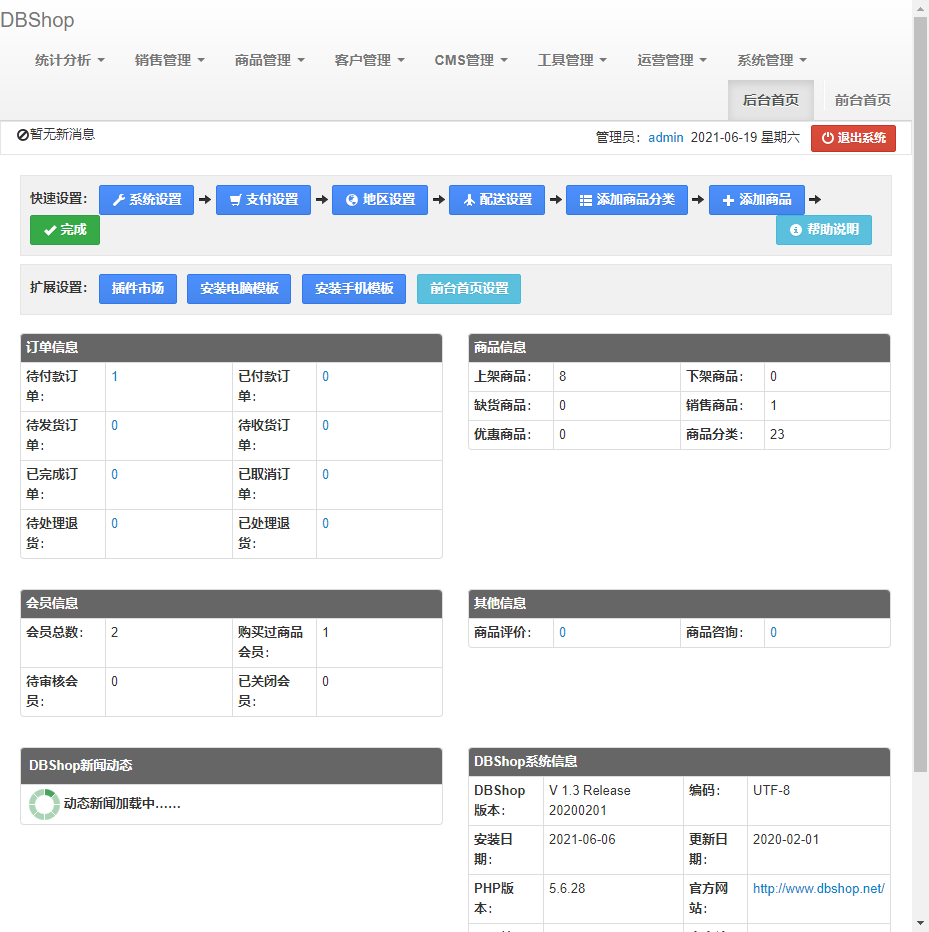 DBShop
统计分析 销售管理 商品管理 客户管理 CMS管理 工具管理 运营管理 系统管理
后台首页 前台首页
暂无新消息 管理员： admin 2021-06-19 星期六 退出系统
快速设置： 系统设置 支付设置 地区设置 配送设置 添加商品分类 添加商品
完成 帮助说明
扩展设置： 插件市场 安装电脑模板 安装手机模板 前台首页设置
订单信息
待付款订
单：
1
已付款订
单：
0
待发货订
单：
0
待收货订
单：
0
已完成订
单：
0
已取消订
单：
0
待处理退
货：
0
已处理退
货：
0
商品信息
上架商品： 8 下架商品： 0
缺货商品： 0 销售商品： 1
优惠商品： 0 商品分类： 23
会员信息
会员总数： 2
购买过商品
会员：
1
待审核会
员：
0
已关闭会
员：
0
其他信息
商品评价： 0 商品咨询： 0
DBShop新闻动态
动态新闻加载中......
DBShop系统信息
DBShop
版本：
V 1.3 Release
20200201
编码： UTF-8
安装日
期：
2021-06-06
更新日
期：
2020-02-01
PHP版
本：
5.6.28
官方网
站：
http://www.dbshop.net/